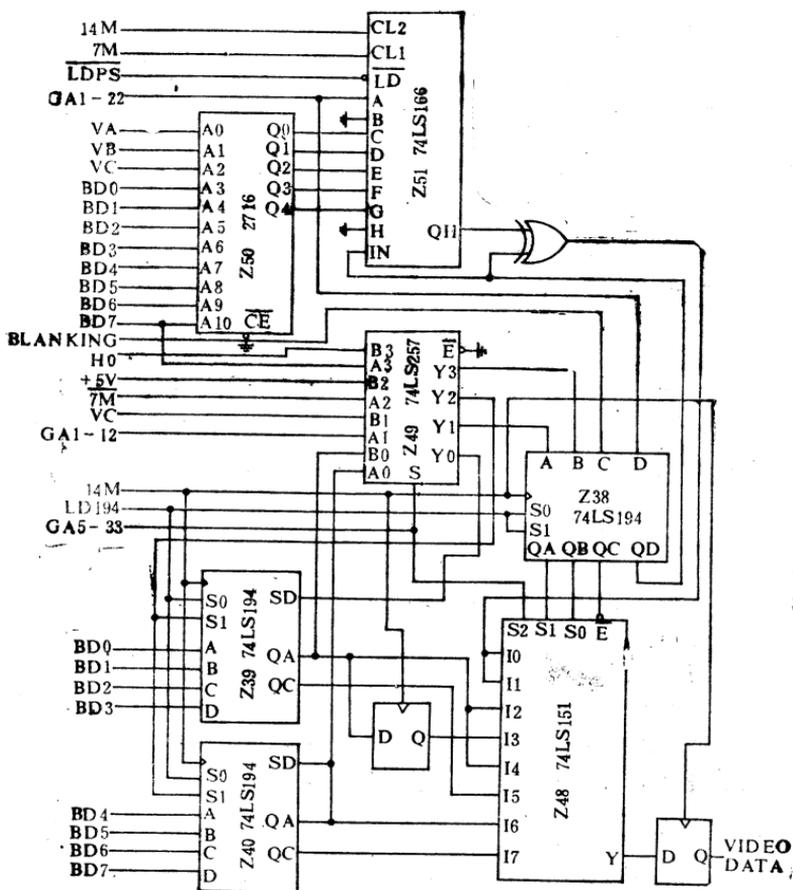 14M
7M
LDPS
GA1-22
CL2
CL1
LD
A
B
C
D
E
F
G
H
IN
QH
Z51 74LS166
VA
VB
VC
BD0
BD1
BD2
BD3
BD4
BD5
BD6
BD7
A0
A1
A2
A3
A4
A5
A6
A7
A8
A9
A10
Q0
Q1
Q2
Q3
Q4
CE
Z50 2716
BLANKING
H0
+5V
7M
VC
GA1-12
B3
A3
B2
A2
B1
A1
B0
A0
E
Y3
Y2
Y1
Y0
S
Z49 74LS257
14M
LD194
GA5-33
A B C D
S0
S1
Z38
74LS194
QA QB QC QD
BD0
BD1
BD2
BD3
S0
S1
A
B
C
D
SD
QA
QC
Z39 74LS194
D Q
BD4
BD5
BD6
BD7
S0
S1
A
B
C
D
SD
QA
QC
Z40 74LS194
S2 S1 S0 E
I0
I1
I2
I3
I4
I5
I6
I7
Y
Z48 74LS151
D Q
VIDEO
DATA